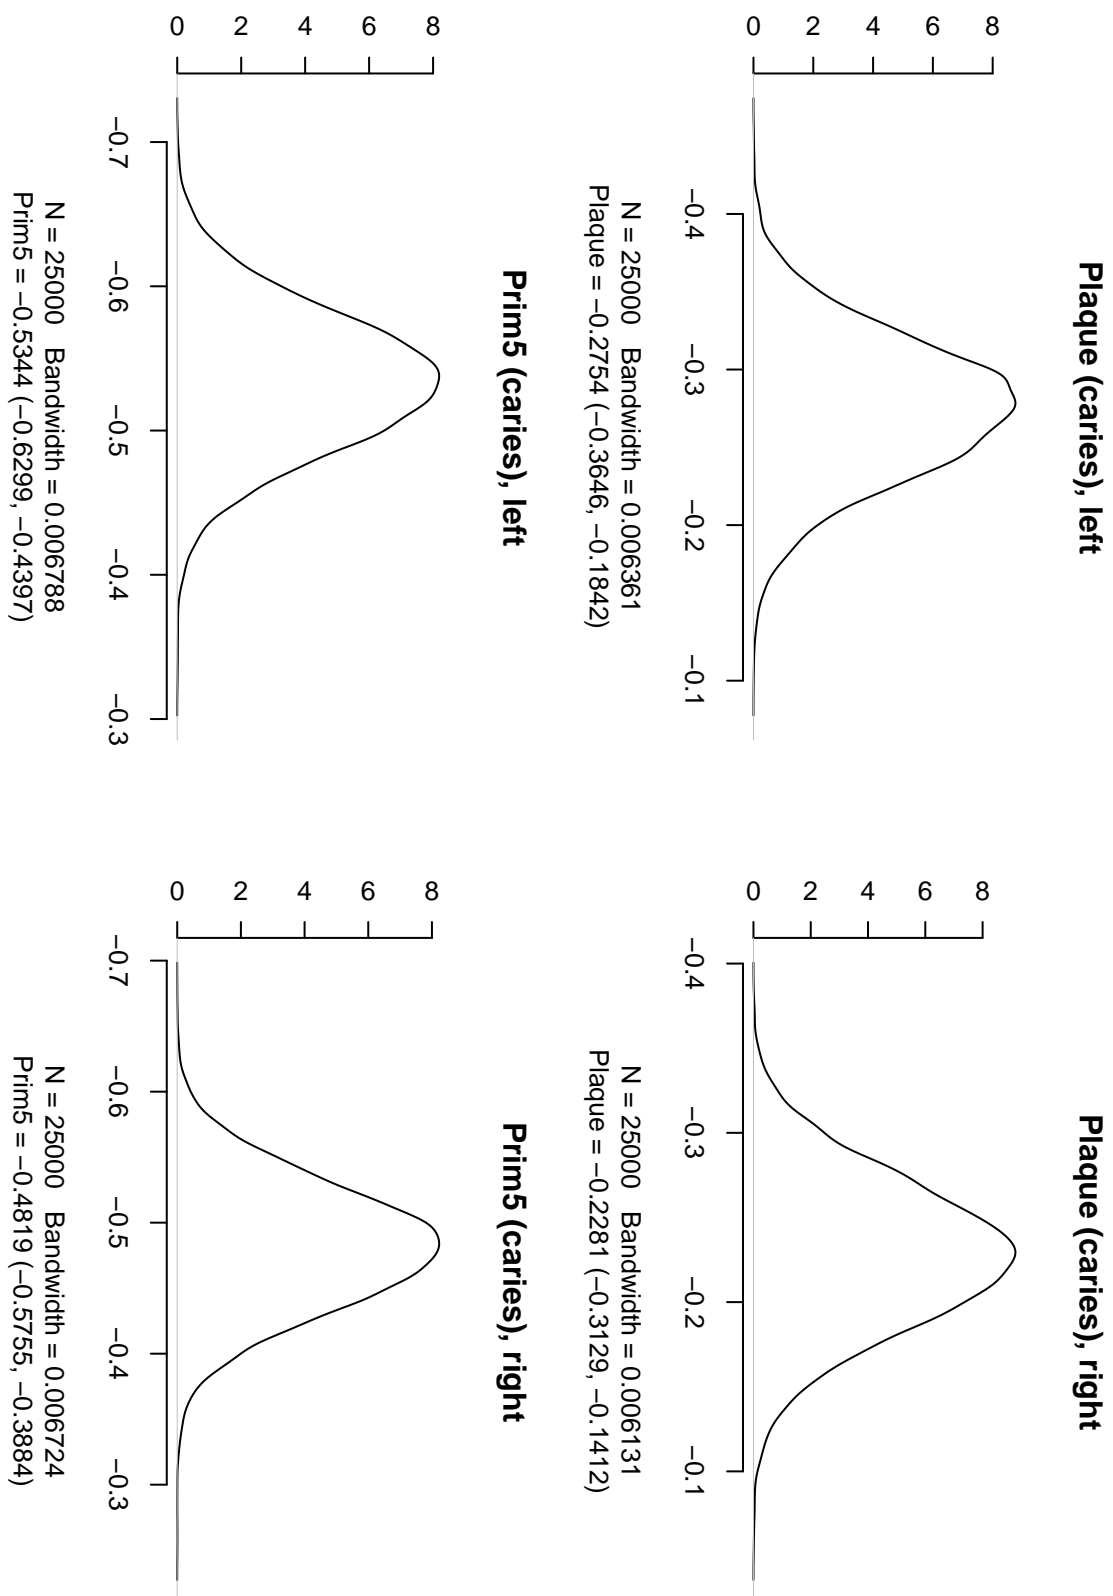 Plaque (caries), left
0 2 4 6 8
−0.4 −0.3 −0.2 −0.1
N = 25000 Bandwidth = 0.006361
Plaque = −0.2754 (−0.3646, −0.1842)
Plaque (caries), right
0 2 4 6 8
−0.4 −0.3 −0.2 −0.1
N = 25000 Bandwidth = 0.006131
Plaque = −0.2281 (−0.3129, −0.1412)
Prim5 (caries), left
0 2 4 6 8
−0.7 −0.6 −0.5 −0.4 −0.3
N = 25000 Bandwidth = 0.006788
Prim5 = −0.5344 (−0.6299, −0.4397)
Prim5 (caries), right
0 2 4 6 8
−0.7 −0.6 −0.5 −0.4 −0.3
N = 25000 Bandwidth = 0.006724
Prim5 = −0.4819 (−0.5755, −0.3884)